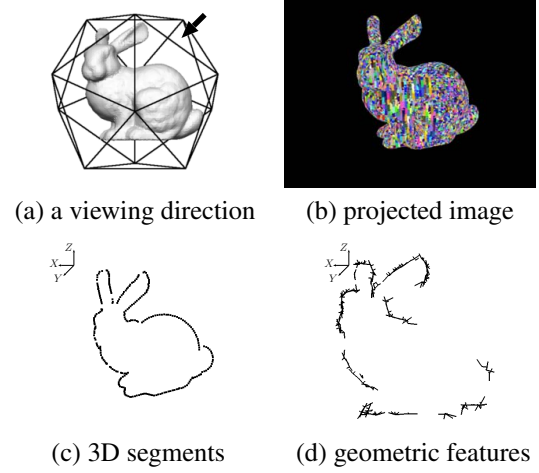 (a) a viewing direction
(b) projected image
Z
X
Y
Z
X
Y
(c) 3D segments
(d) geometric features